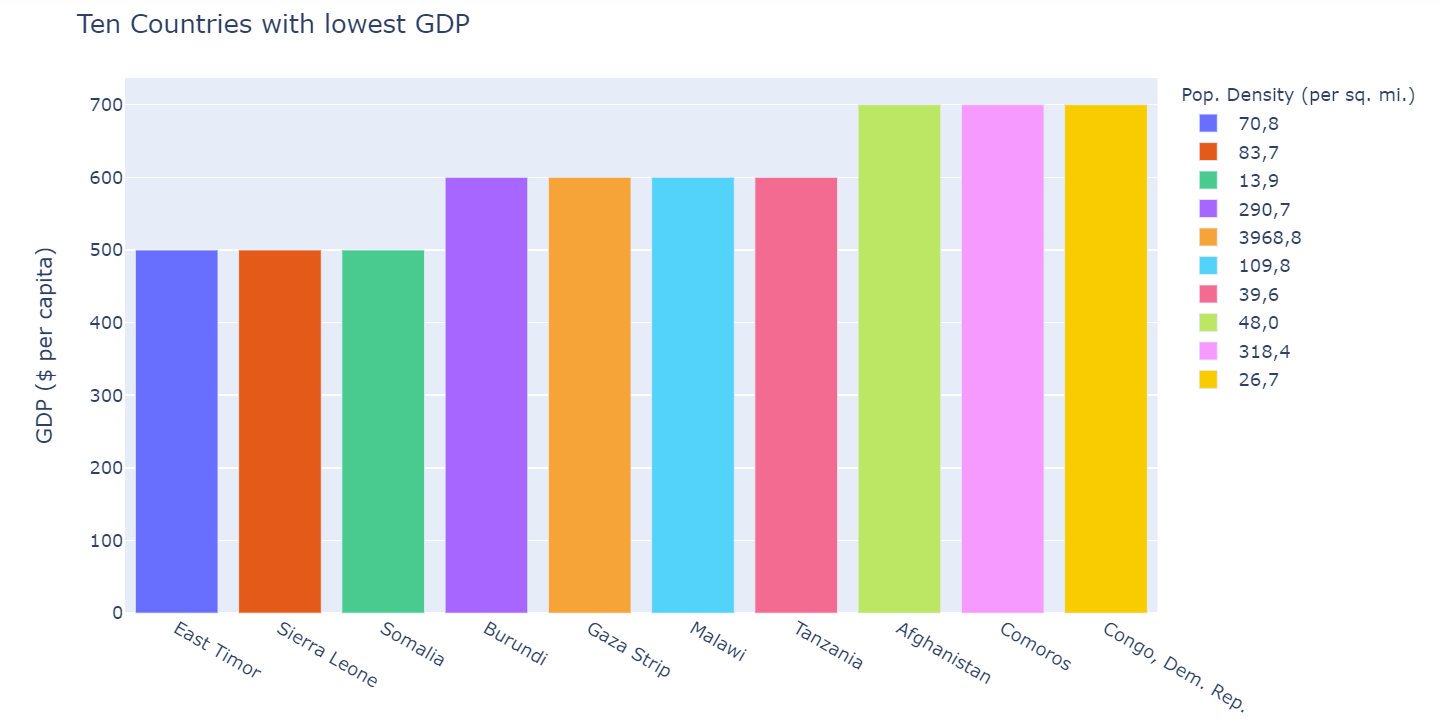 Ten Countries with lowest GDP
GDP ($ per capita)
700
600
500
400
300
200
100
0
East Timor
Sierra Leone
Somalia
Burundi
Gaza Strip
Malawi
Tanzania
Afghanistan
Comoros
Congo, Dem. Rep.
Pop. Density (per sq. mi.)
70,8
83,7
13,9
290,7
3968,8
109,8
39,6
48,0
318,4
26,7